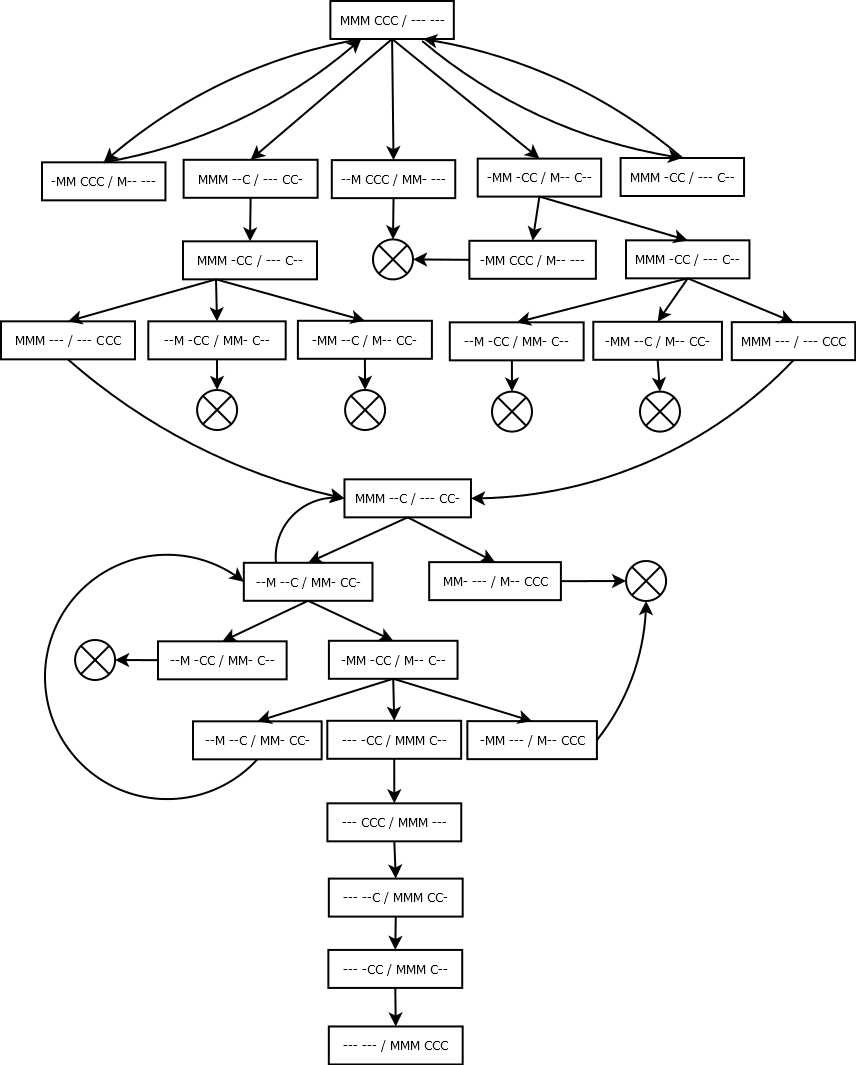 MMM CCC / --- ---
-MM CCC / M-- ---
MMM --C / --- CC-
--M CCC / MM- ---
-MM -CC / M-- C--
MMM -CC / --- C--
MMM -CC / --- C--
-MM CCC / M-- ---
MMM -CC / --- C--
MMM --- / --- CCC
--M -CC / MM- C--
-MM --C / M-- CC-
--M -CC / MM- C--
-MM --C / M-- CC-
MMM --- / --- CCC
MMM --C / --- CC-
--M --C / MM- CC-
MM- --- / M-- CCC
--M -CC / MM- C--
-MM -CC / M-- C--
--M --C / MM- CC-
--- -CC / MMM C--
-MM --- / M-- CCC
--- CCC / MMM ---
--- --C / MMM CC-
--- -CC / MMM C--
--- --- / MMM CCC